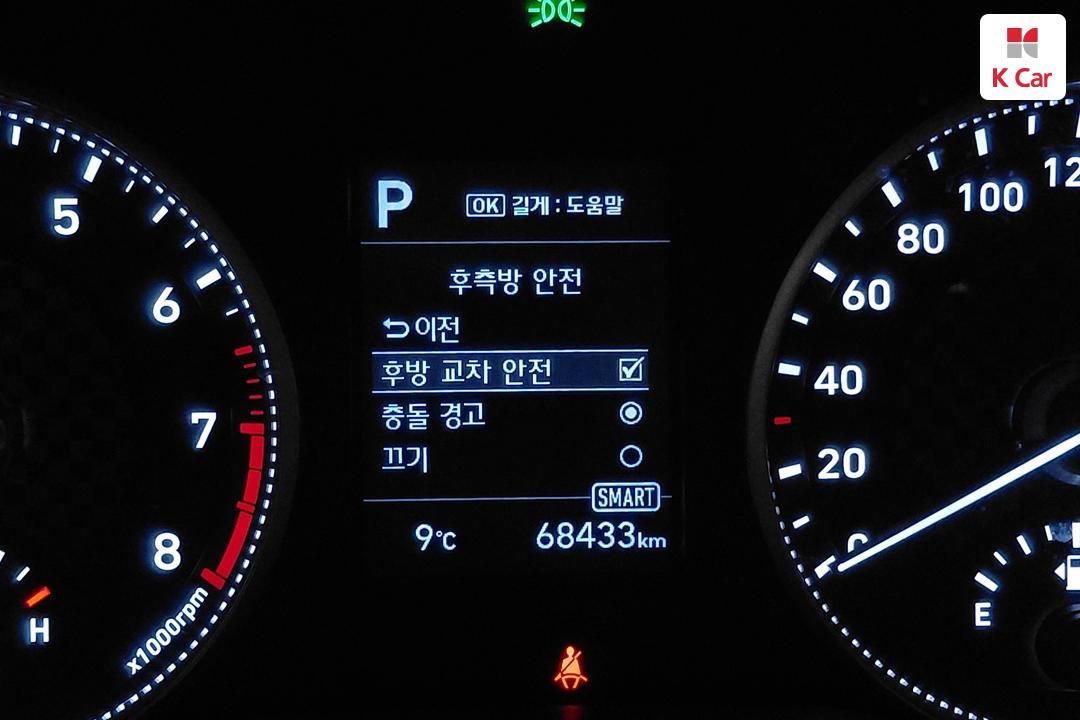 K Car
P
OK 길게 : 도움말
후측방 안전
이전
후방 교차 안전
충돌 경고
끄기
SMART
9℃ 68433km
5
6
7
8
x1000rpm
H
100
80
60
40
20
0
E